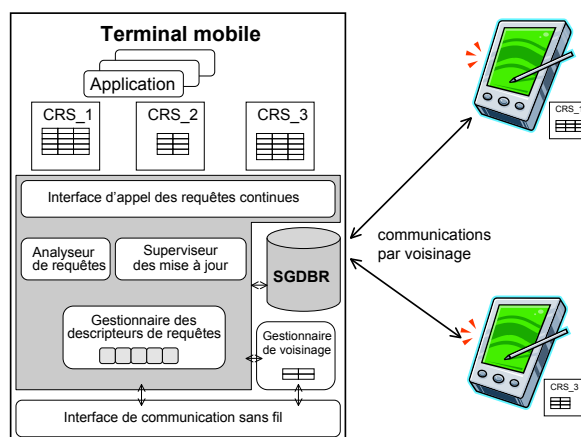 Terminal mobile
Application
CRS_1
CRS_2
CRS_3
Interface d'appel des requêtes continues
Analyseur
de requêtes
Superviseur
des mise à jour
SGDBR
Gestionnaire des
descripteurs de requêtes
Gestionnaire
de voisinage
Interface de communication sans fil
communications
par voisinage
CRS_1
CRS_3